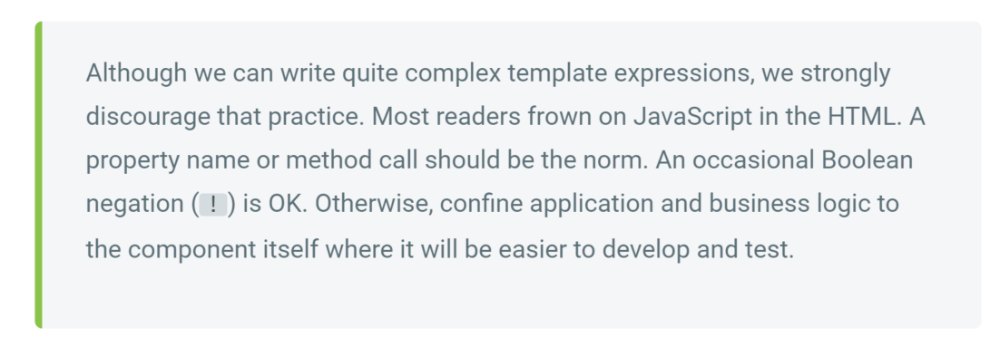 Although we can write quite complex template expressions, we strongly
discourage that practice. Most readers frown on JavaScript in the HTML. A
property name or method call should be the norm. An occasional Boolean
negation ( ! ) is OK. Otherwise, confine application and business logic to
the component itself where it will be easier to develop and test.